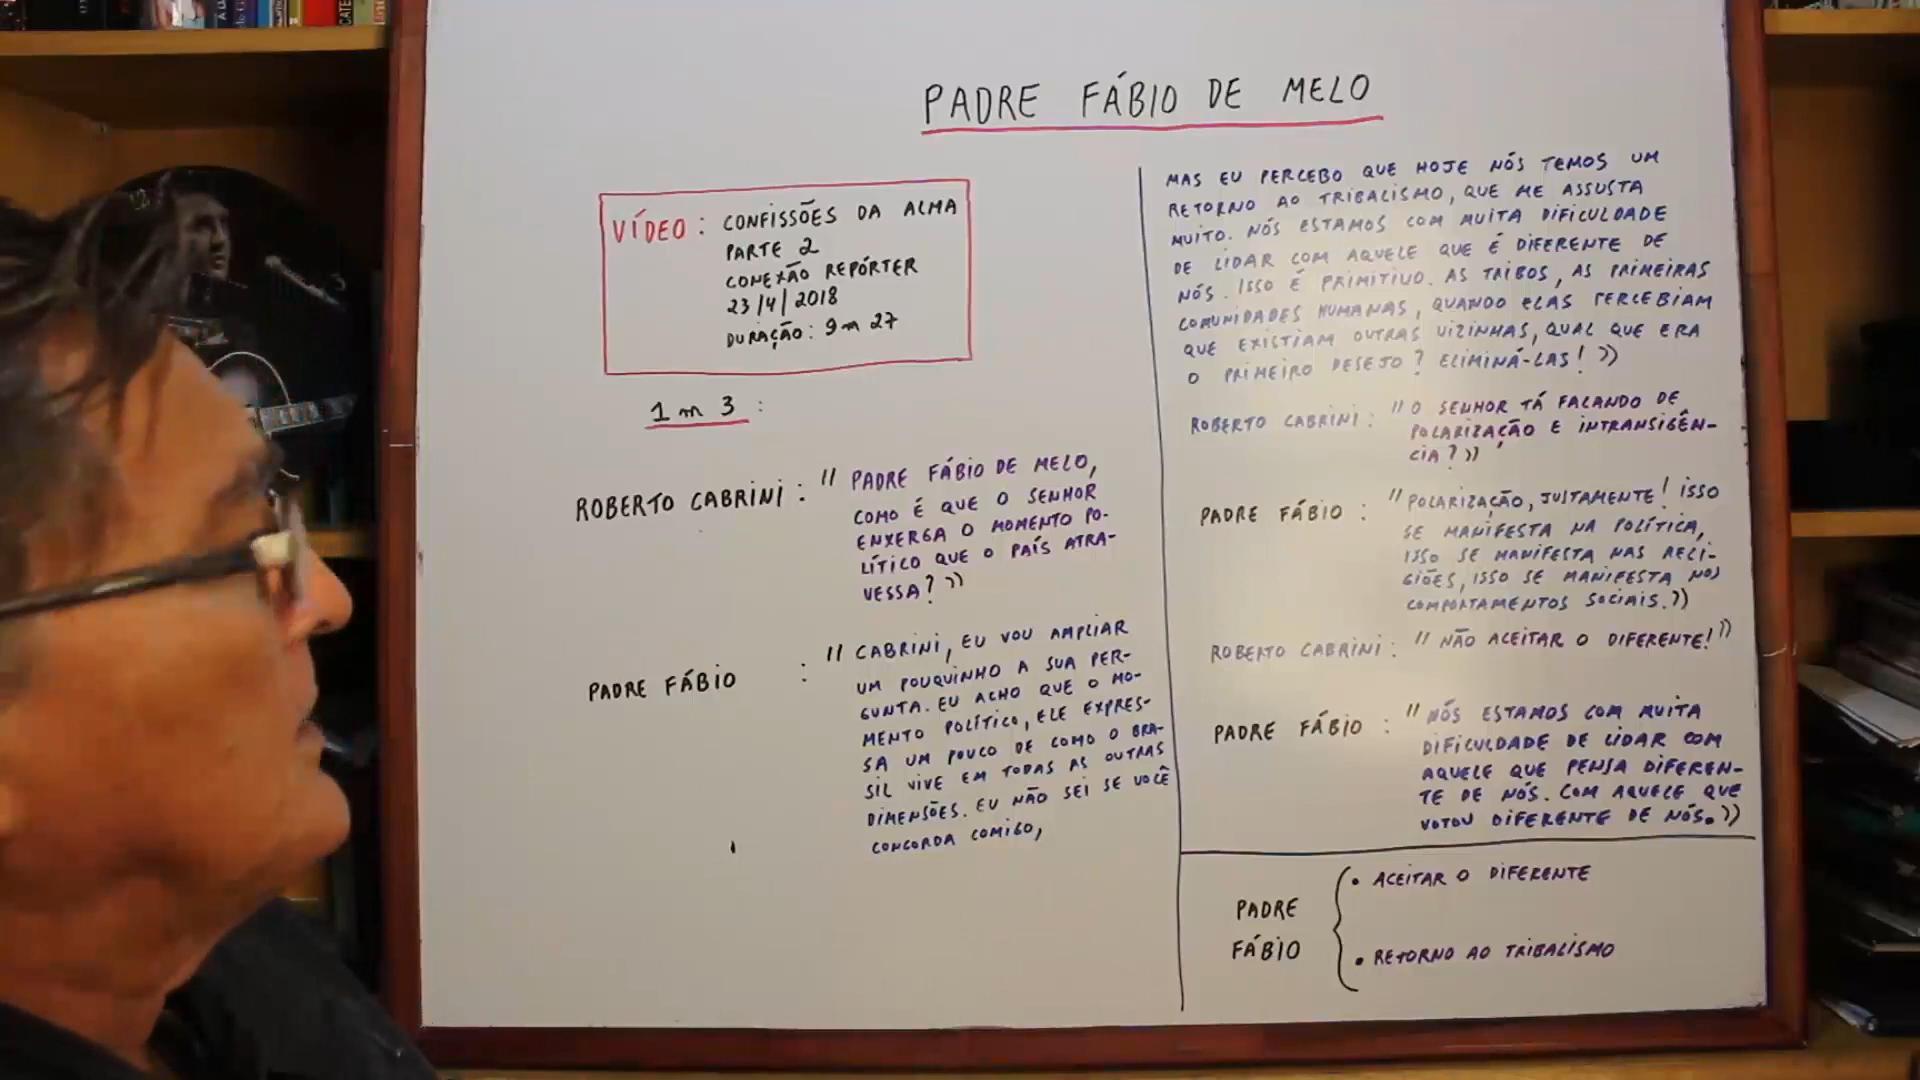 PADRE FÁBIO DE MELO
VÍDEO: CONFISSÕES DA ALMA
PARTE 2
CONEXÃO REPÓRTER
23/4/2018
DURAÇÃO: 9m 27
1m 3:
ROBERTO CABRINI: "PADRE FÁBIO DE MELO,
COMO É QUE O SENHOR
ENXERGA O MOMENTO PO-
LÍTICO QUE O PAÍS ATRA-
VESSA?"
PADRE FÁBIO : "CABRINI, EU VOU AMPLIAR
UM POUQUINHO A SUA PER-
GUNTA. EU ACHO QUE O MO-
MENTO POLÍTICO, ELE EXPRES-
SA UM POUCO DE COMO O BRA-
SIL VIVE EM TODAS AS OUTRAS
DIMENSÕES. EU NÃO SEI SE VOCÊ
CONCORDA COMIGO,
MAS EU PERCEBO QUE HOJE NÓS TEMOS UM
RETORNO AO TRIBALISMO, QUE ME ASSUSTA
MUITO. NÓS ESTAMOS COM MUITA DIFICULDADE
DE LIDAR COM AQUELE QUE É DIFERENTE DE
NÓS. ISSO É PRIMITIVO. AS TRIBOS, AS PRIMEIRAS
COMUNIDADES HUMANAS, QUANDO ELAS PERCEBIAM
QUE EXISTIAM OUTRAS VIZINHAS, QUAL QUE ERA
O PRIMEIRO DESEJO? ELIMINÁ-LAS!"
ROBERTO CABRINI: "O SENHOR TÁ FALANDO DE
POLARIZAÇÃO E INTRANSIGÊN-
CIA?"
PADRE FÁBIO : "POLARIZAÇÃO, JUSTAMENTE! ISSO
SE MANIFESTA NA POLÍTICA,
ISSO SE MANIFESTA NAS RELI-
GIÕES, ISSO SE MANIFESTA NOS
COMPORTAMENTOS SOCIAIS."
ROBERTO CABRINI: "NÃO ACEITAR O DIFERENTE!"
PADRE FÁBIO : "NÓS ESTAMOS COM MUITA
DIFICULDADE DE LIDAR COM
AQUELE QUE PENSA DIFEREN-
TE DE NÓS. COM AQUELE QUE
VOTOU DIFERENTE DE NÓS."
PADRE
FÁBIO
• ACEITAR O DIFERENTE
• RETORNO AO TRIBALISMO